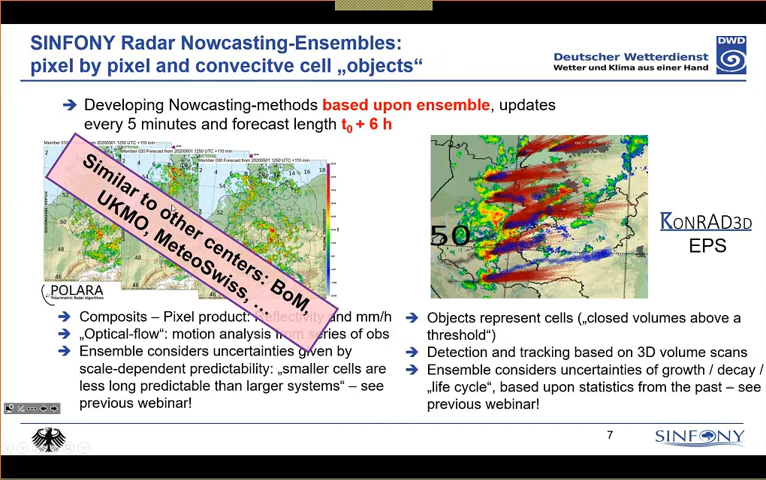 SINFONY Radar Nowcasting-Ensembles:
pixel by pixel and convecitve cell „objects“
Deutscher Wetterdienst
Wetter und Klima aus einer Hand
DWD
➔ Developing Nowcasting-methods based upon ensemble, updates
every 5 minutes and forecast length t0 + 6 h
Similar to other centers: BoM,
UKMO, MeteoSwiss, ...
POLARA
50
KONRAD3D
EPS
➔ Composits – Pixel product: and mm/h
➔ „Optical-flow“: motion analysis from series of obs
➔ Ensemble considers uncertainties given by
scale-dependent predictability: „smaller cells are
less long predictable than larger systems“ – see
previous webinar!
➔ Objects represent cells („closed volumes above a
threshold“)
➔ Detection and tracking based on 3D volume scans
➔ Ensemble considers uncertainties of growth / decay /
„life cycle“, based upon statistics from the past – see
previous webinar!
7
SINFONY